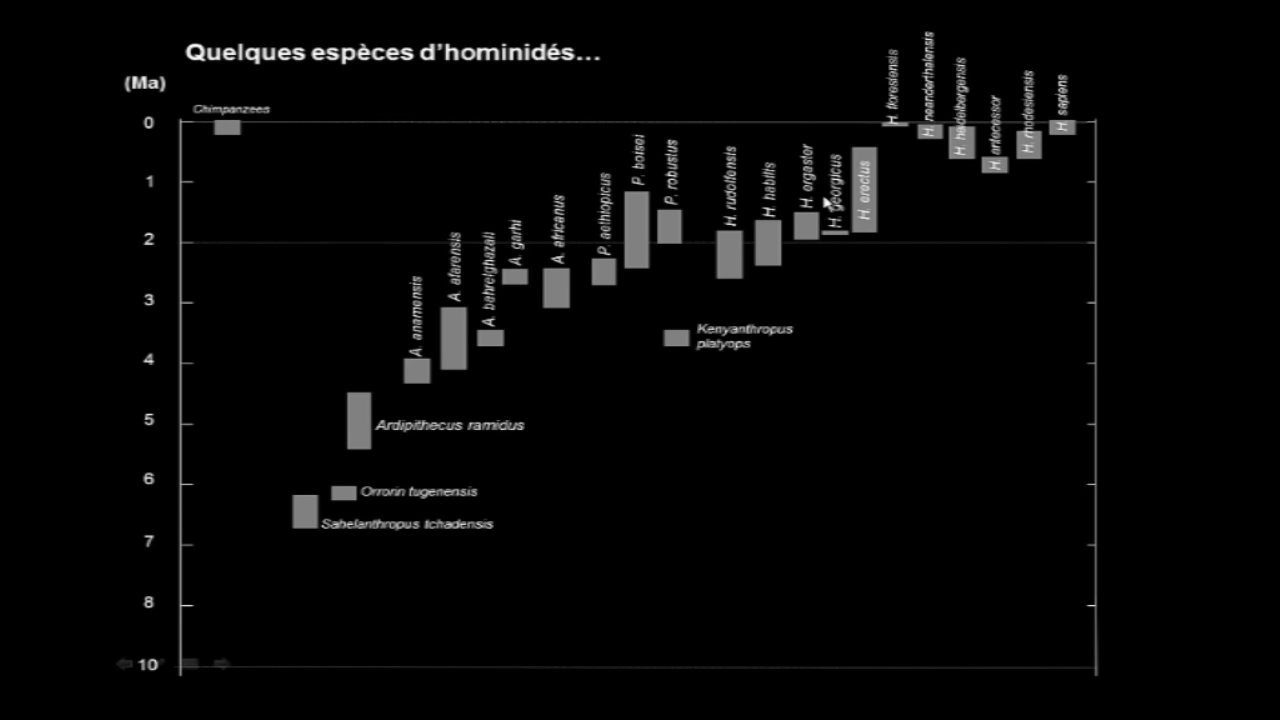 Quelques espèces d’hominidés…
(Ma)
Chimpanzees
0
1
2
3
4
5
6
7
8
10
H. floresiensis
H. neanderthalensis
H. heidelbergensis
H. antecessor
H. rhodesiensis
H. sapiens
P. boisei
P. robustus
H. rudolfensis
H. habilis
H. ergaster
H. georgicus
H. erectus
P. aethiopicus
A. africanus
A. garhi
A. bahrelghazali
A. afarensis
A. anamensis
Kenyanthropus
platyops
Ardipithecus ramidus
Orrorin tugenensis
Sahelanthropus tchadensis